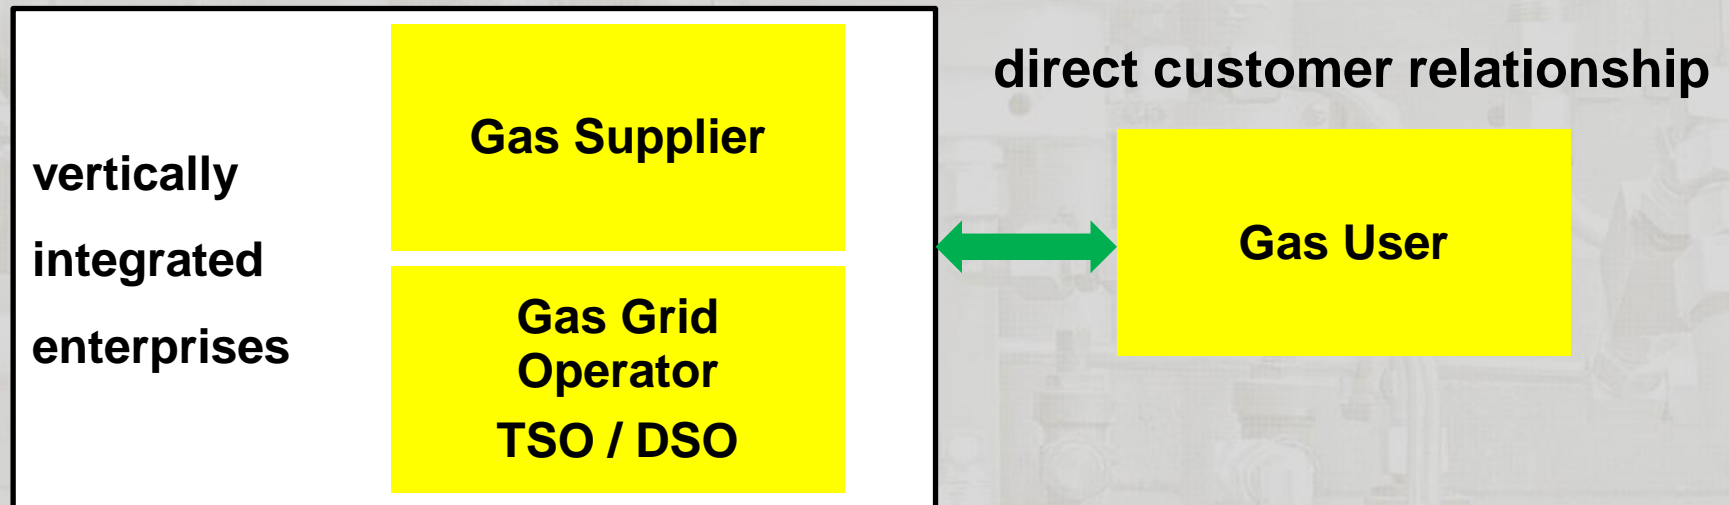 vertically
integrated
enterprises
Gas Supplier
Gas Grid
Operator
TSO / DSO
direct customer relationship
Gas User